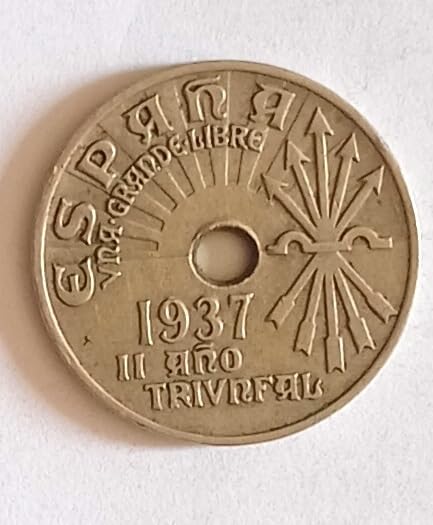 ESPAÑA
VNA·GRANDE·LIBRE
1937
II AÑO
TRIVNFAL